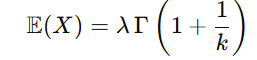 𝔼(X) = λ Γ (1 + 1/k)